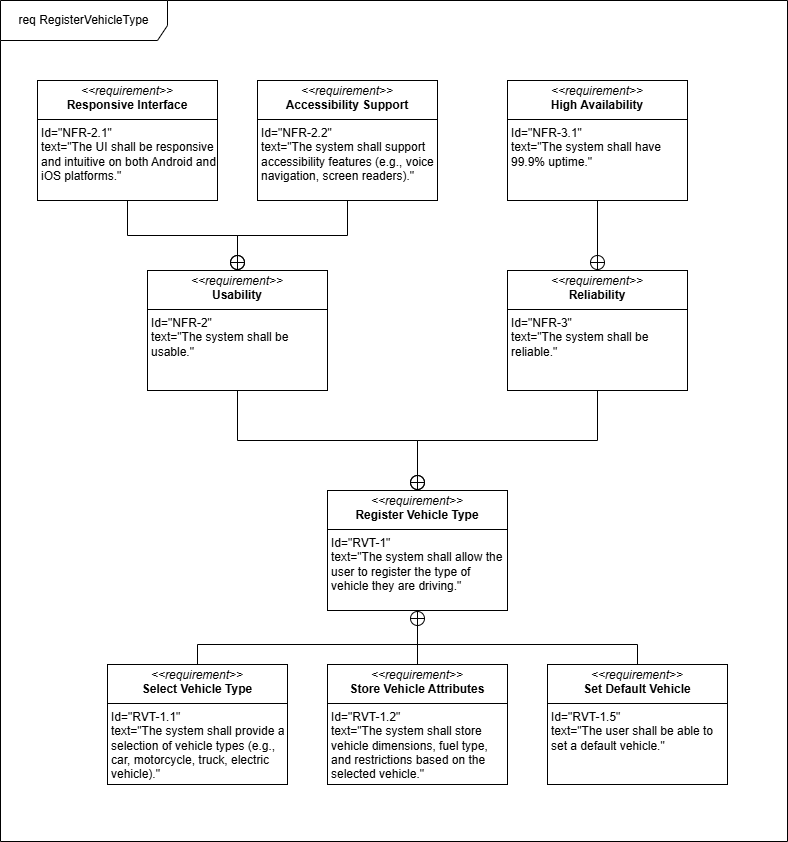 req RegisterVehicleType
<<requirement>>
Responsive Interface
Id="NFR-2.1"
text="The UI shall be responsive
and intuitive on both Android and
iOS platforms."
<<requirement>>
Accessibility Support
Id="NFR-2.2"
text="The system shall support
accessibility features (e.g., voice
navigation, screen readers)."
<<requirement>>
High Availability
Id="NFR-3.1"
text="The system shall have
99.9% uptime."
<<requirement>>
Usability
Id="NFR-2"
text="The system shall be
usable."
<<requirement>>
Reliability
Id="NFR-3"
text="The system shall be
reliable."
<<requirement>>
Register Vehicle Type
Id="RVT-1"
text="The system shall allow the
user to register the type of
vehicle they are driving."
<<requirement>>
Select Vehicle Type
Id="RVT-1.1"
text="The system shall provide a
selection of vehicle types (e.g.,
car, motorcycle, truck, electric
vehicle)."
<<requirement>>
Store Vehicle Attributes
Id="RVT-1.2"
text="The system shall store
vehicle dimensions, fuel type,
and restrictions based on the
selected vehicle."
<<requirement>>
Set Default Vehicle
Id="RVT-1.5"
text="The user shall be able to
set a default vehicle."